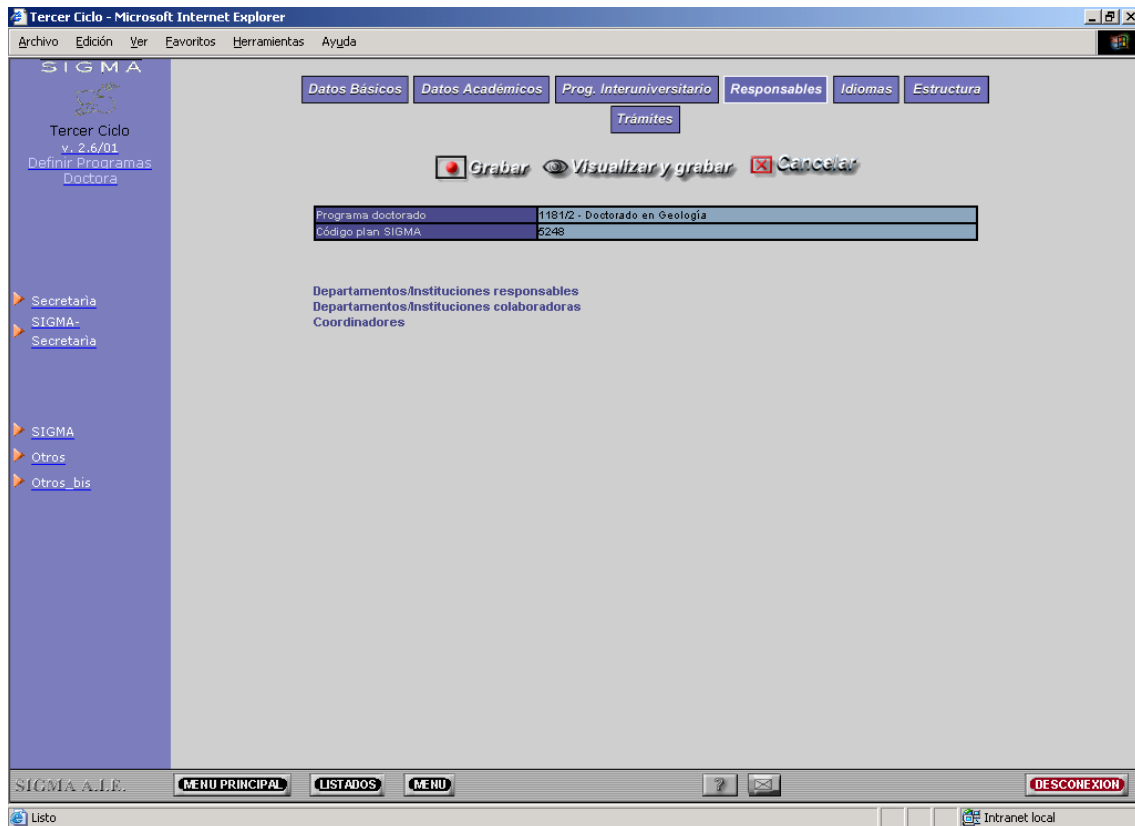 Tercer Ciclo - Microsoft Internet Explorer
Archivo Edición Ver Favoritos Herramientas Ayuda
SIGMA
Tercer Ciclo
v. 2.6/01
Definir Programas
Doctora
Secretarìa
SIGMA-
Secretarìa
SIGMA
Otros
Otros_bis
Datos Básicos Datos Académicos Prog. Interuniversitario Responsables Idiomas Estructura
Trámites
Grabar Visualizar y grabar Cancelar
Programa doctorado 1181/2 - Doctorado en Geología
Código plan SIGMA 5248
Departamentos/Instituciones responsables
Departamentos/Instituciones colaboradoras
Coordinadores
SIGMA A.I.E. MENU PRINCIPAL LISTADOS MENU ? DESCONEXION
Listo Intranet local